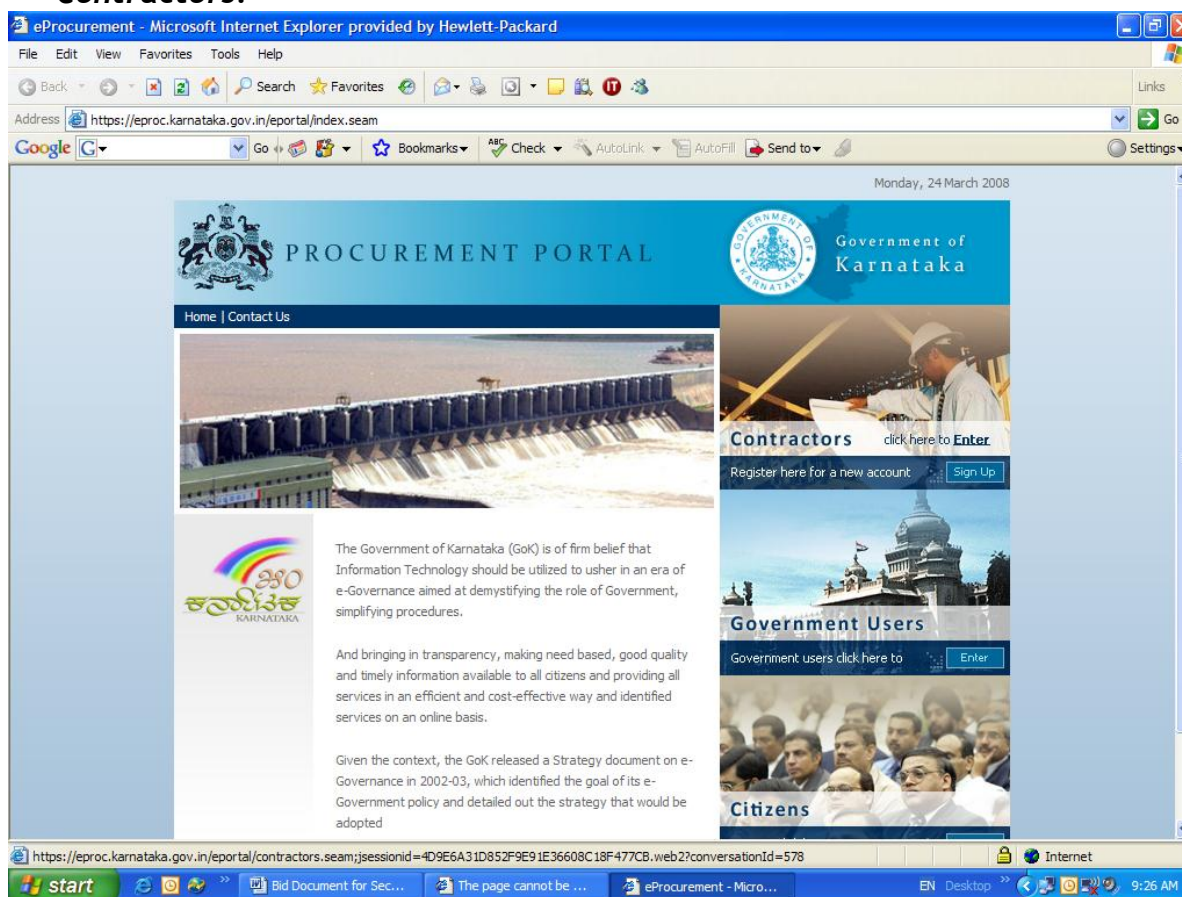 Contractors.
eProcurement - Microsoft Internet Explorer provided by Hewlett-Packard
File Edit View Favorites Tools Help
Back Search Favorites
Links
Address https://eproc.karnataka.gov.in/eportal/index.seam Go
Google G Go Bookmarks ABC Check AutoLink AutoFill Send to Settings
Monday, 24 March 2008
PROCUREMENT PORTAL
GOVERNMENT OF KARNATAKA
Government of
Karnataka
Home | Contact Us
Contractors click here to Enter
Register here for a new account Sign Up
ಕರ್ನಾಟಕ
KARNATAKA
The Government of Karnataka (GoK) is of firm belief that
Information Technology should be utilized to usher in an era of
e-Governance aimed at demystifying the role of Government,
simplifying procedures.
And bringing in transparency, making need based, good quality
and timely information available to all citizens and providing all
services in an efficient and cost-effective way and identified
services on an online basis.
Given the context, the GoK released a Strategy document on e-
Governance in 2002-03, which identified the goal of its e-
Government policy and detailed out the strategy that would be
adopted
Government Users
Government users click here to Enter
Citizens
https://eproc.karnataka.gov.in/eportal/contractors.seam;jsessionid=4D9E6A31D852F9E91E36608C18F477CB.web2?conversationId=578
Internet
start Bid Document for Sec... The page cannot be ... eProcurement - Micro... EN Desktop 9:26 AM